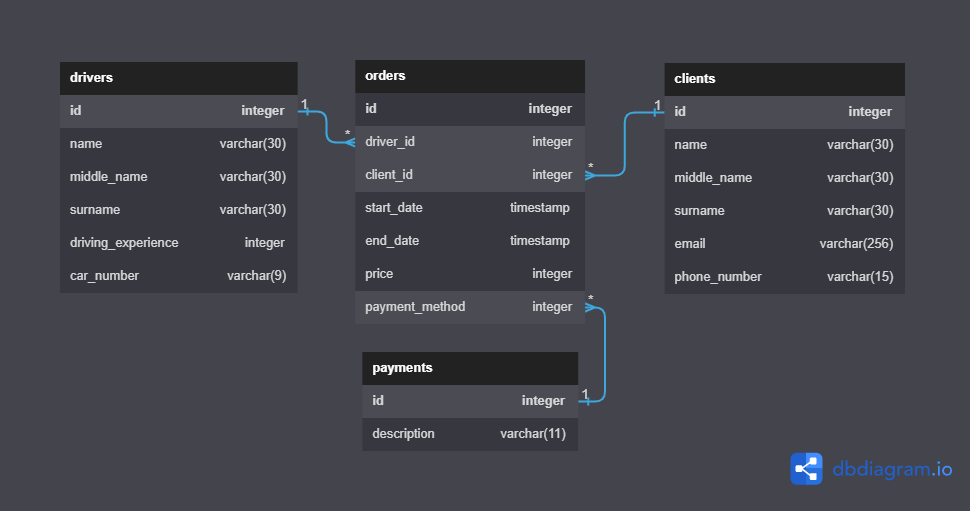 drivers
id integer
name varchar(30)
middle_name varchar(30)
surname varchar(30)
driving_experience integer
car_number varchar(9)
1
*
orders
id integer
driver_id integer
client_id integer
start_date timestamp
end_date timestamp
price integer
payment_method integer
*
1
*
clients
id integer
name varchar(30)
middle_name varchar(30)
surname varchar(30)
email varchar(256)
phone_number varchar(15)
payments
id integer
description varchar(11)
1
dbdiagram.io